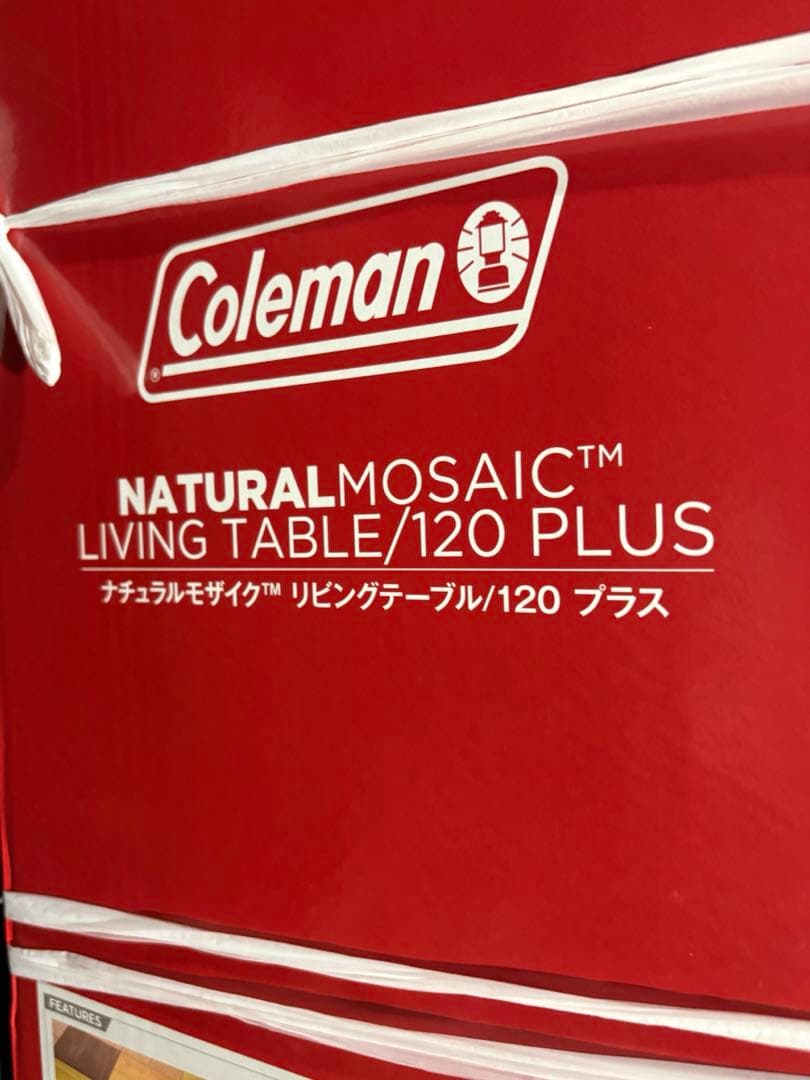 Coleman
®
NATURALMOSAIC™
LIVING TABLE/120 PLUS
ナチュラルモザイク™ リビングテーブル/120 プラス
FEATURES